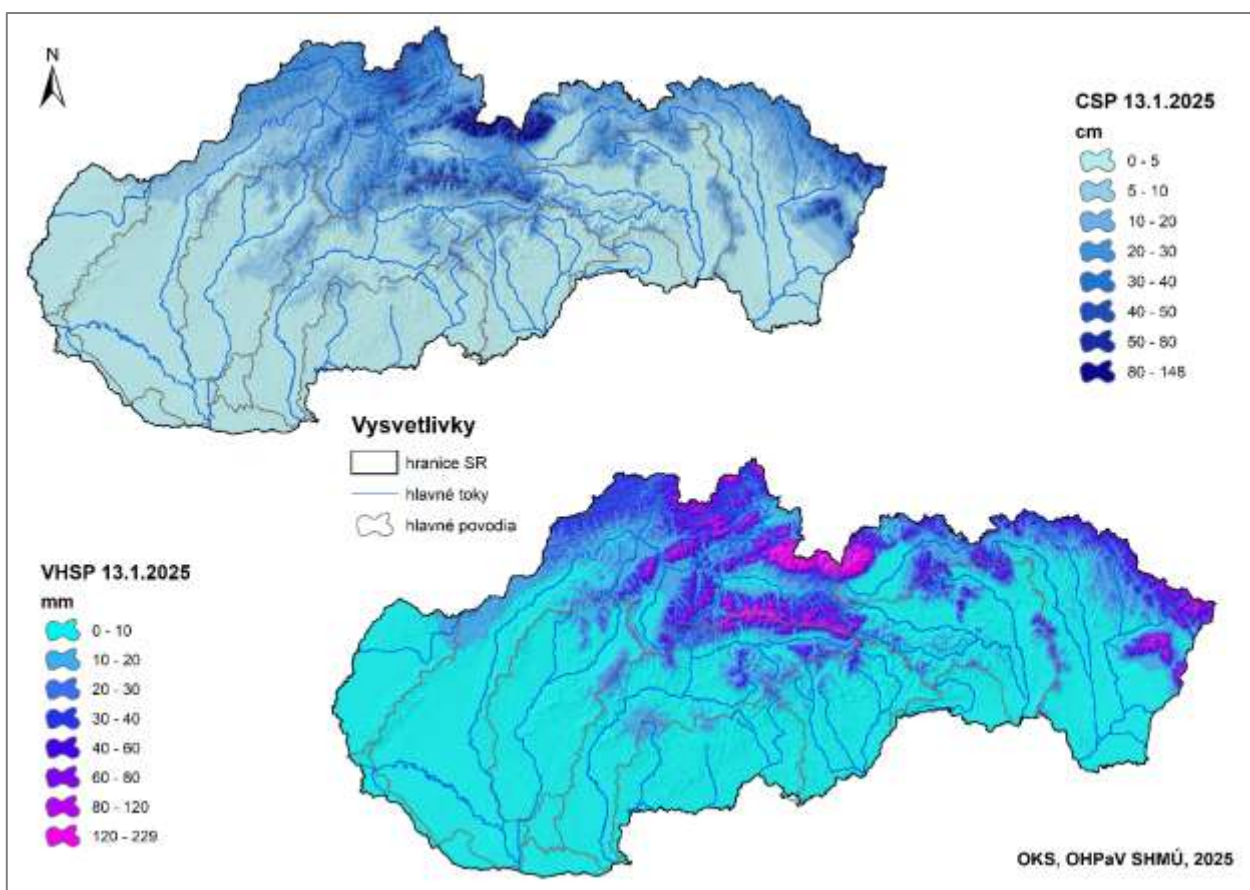 N
CSP 13.1.2025
cm
0 - 5
5 - 10
10 - 20
20 - 30
30 - 40
40 - 50
50 - 80
80 - 148
Vysvetlivky
hranice SR
hlavné toky
hlavné povodia
VHSP 13.1.2025
mm
0 - 10
10 - 20
20 - 30
30 - 40
40 - 60
60 - 80
80 - 120
120 - 229
OKS, OHPaV SHMÚ, 2025